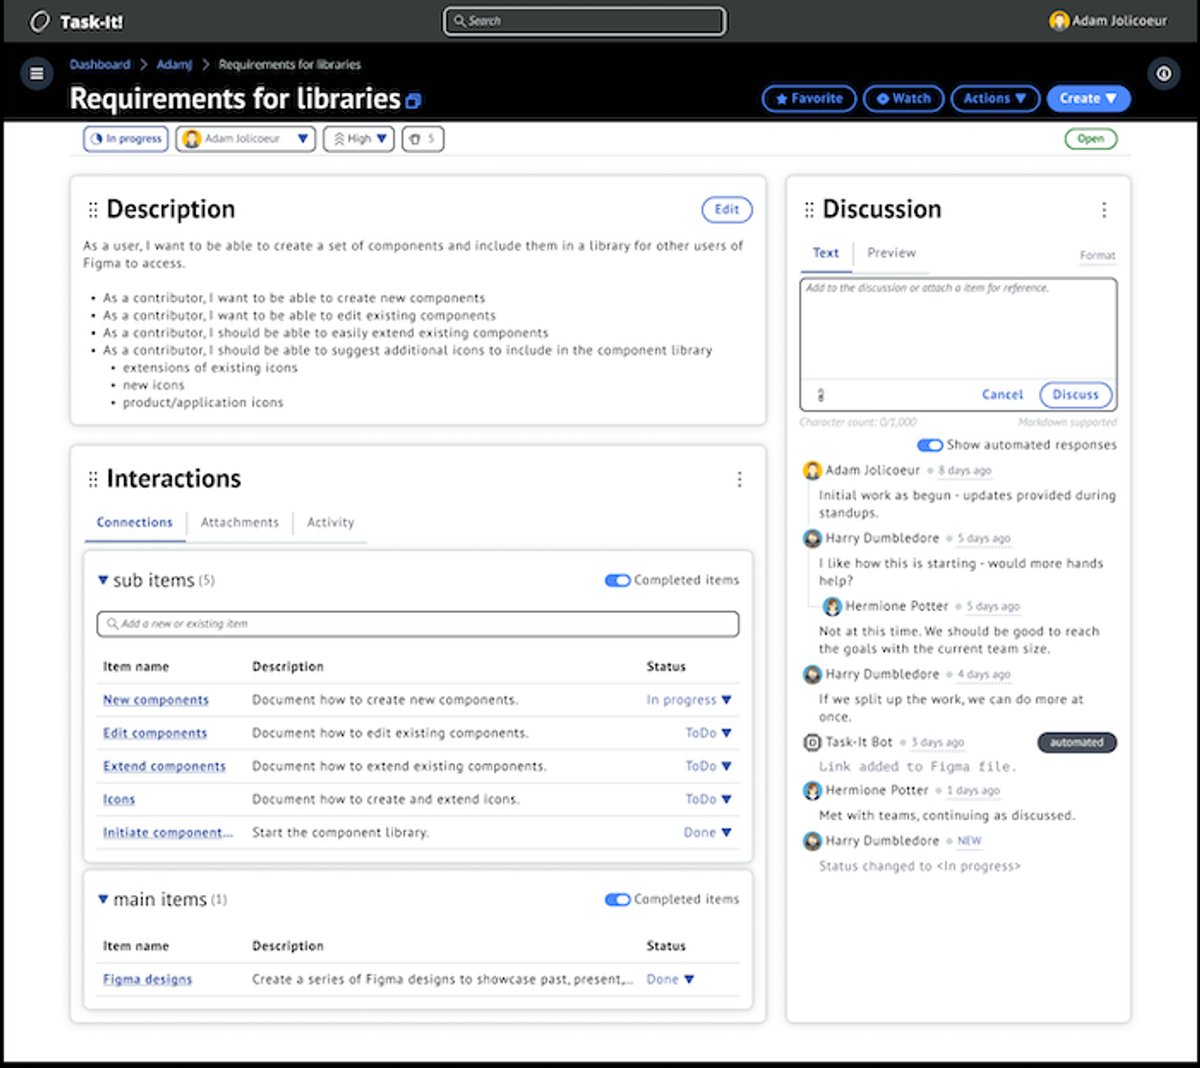 Task-It!
Search
Adam Jolicoeur
Dashboard > AdamJ > Requirements for libraries
Requirements for libraries
Favorite
Watch
Actions
Create
In progress
Adam Jolicoeur
High
5
Open
Description
Edit
As a user, I want to be able to create a set of components and include them in a library for other users of
Figma to access.
• As a contributor, I want to be able to create new components
• As a contributor, I want to be able to edit existing components
• As a contributor, I should be able to easily extend existing components
• As a contributor, I should be able to suggest additional icons to include in the component library
• extensions of existing icons
• new icons
• product/application icons
Interactions
Connections
Attachments
Activity
sub items (5)
Completed items
Add a new or existing item
Item name Description Status
New components Document how to create new components. In progress
Edit components Document how to edit existing components. ToDo
Extend components Document how to extend existing components. ToDo
Icons Document how to create and extend icons. ToDo
Initiate component... Start the component library. Done
main items (1)
Completed items
Item name Description Status
Figma designs Create a series of Figma designs to showcase past, present,... Done
Discussion
Text
Preview
Format
Add to the discussion or attach a item for reference.
Cancel
Discuss
Character count: 0/1,000
Markdown supported
Show automated responses
Adam Jolicoeur 8 days ago
Initial work as begun - updates provided during
standups.
Harry Dumbledore 5 days ago
I like how this is starting - would more hands
help?
Hermione Potter 5 days ago
Not at this time. We should be good to reach
the goals with the current team size.
Harry Dumbledore 4 days ago
If we split up the work, we can do more at
once.
Task-It Bot 3 days ago automated
Link added to Figma file.
Hermione Potter 1 days ago
Met with teams, continuing as discussed.
Harry Dumbledore NEW
Status changed to <In progress>